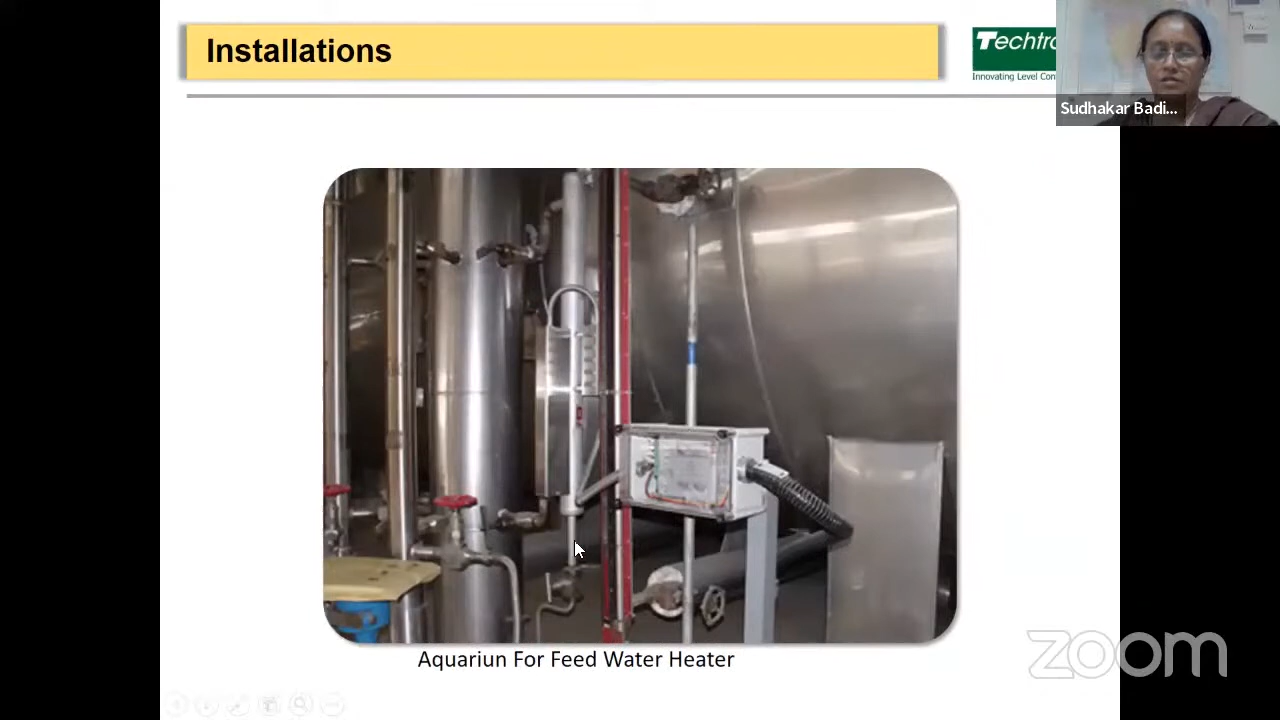 Installations
Techtro
Innovating Level Con
Sudhakar Badi...
Aquariun For Feed Water Heater
zoom